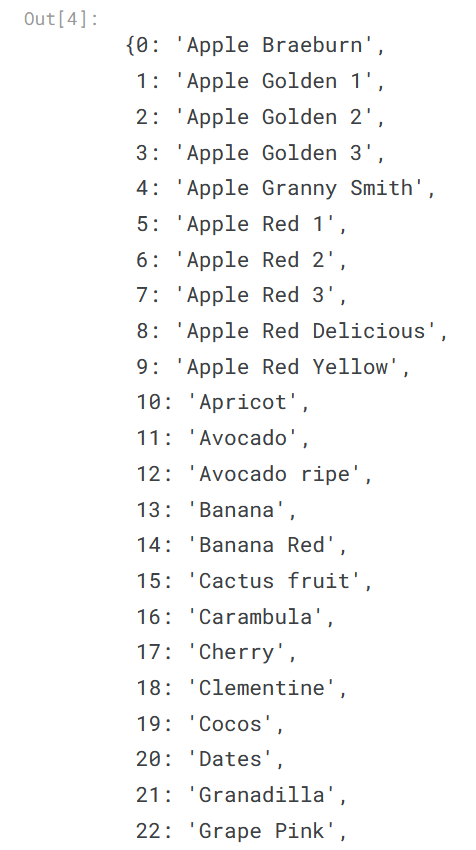 Out[4]:
{0: 'Apple Braeburn',
1: 'Apple Golden 1',
2: 'Apple Golden 2',
3: 'Apple Golden 3',
4: 'Apple Granny Smith',
5: 'Apple Red 1',
6: 'Apple Red 2',
7: 'Apple Red 3',
8: 'Apple Red Delicious',
9: 'Apple Red Yellow',
10: 'Apricot',
11: 'Avocado',
12: 'Avocado ripe',
13: 'Banana',
14: 'Banana Red',
15: 'Cactus fruit',
16: 'Carambula',
17: 'Cherry',
18: 'Clementine',
19: 'Cocos',
20: 'Dates',
21: 'Granadilla',
22: 'Grape Pink',